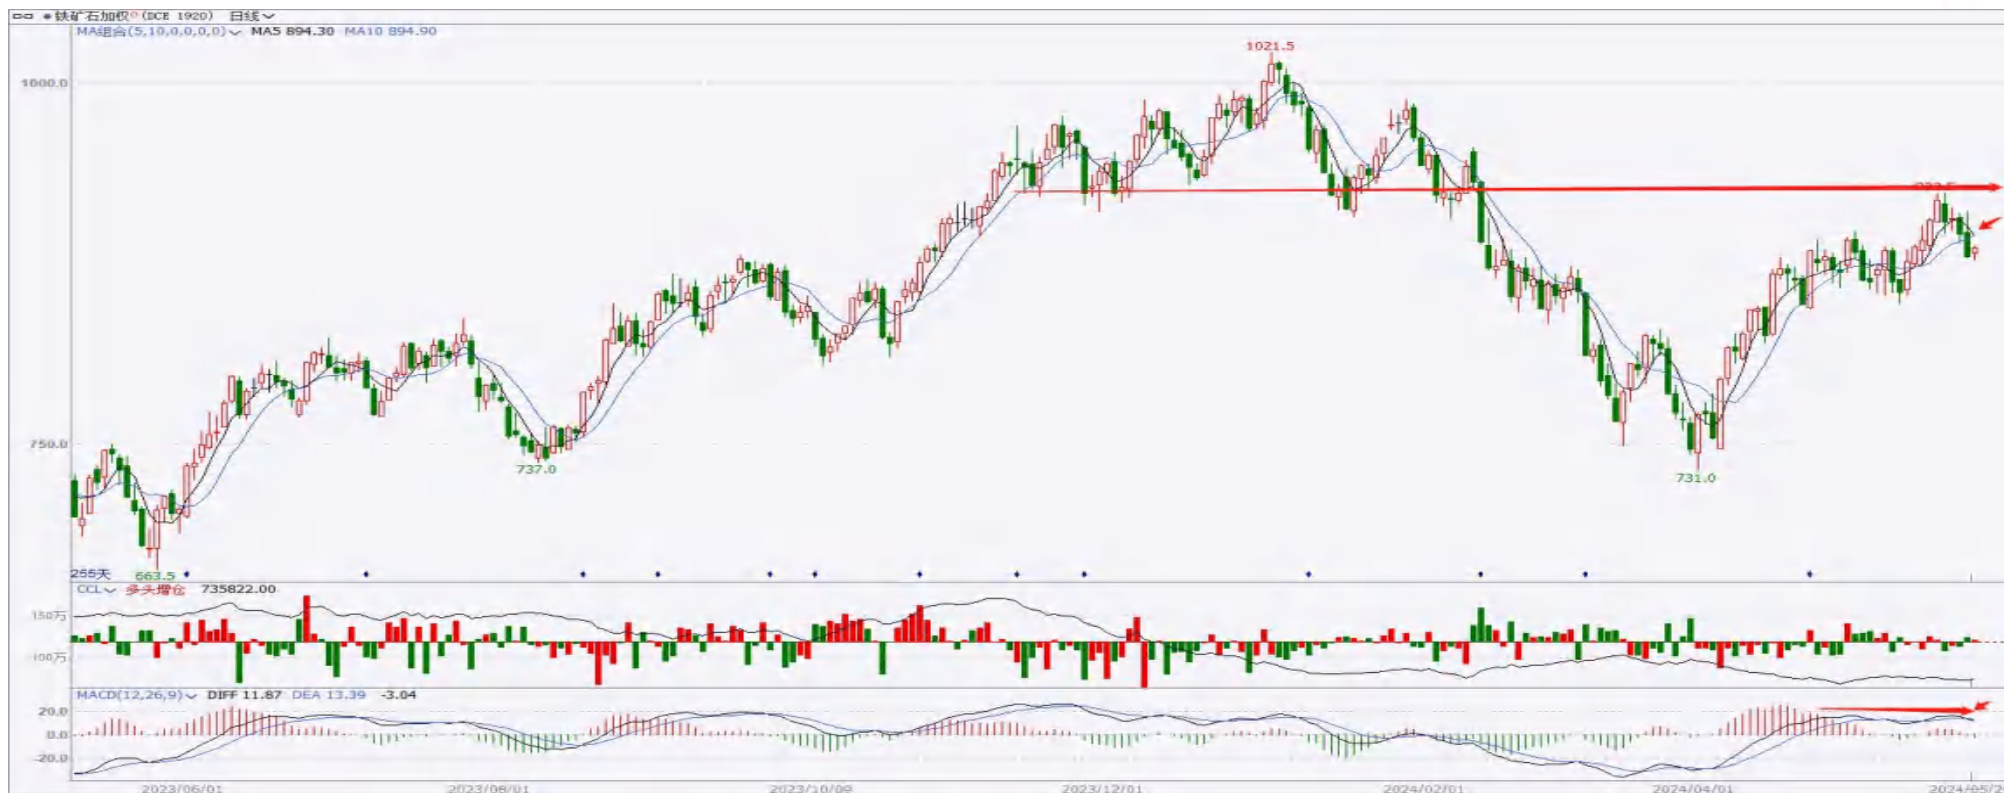 铁矿石加权 (DCE 1920) 日线
MA组合(5,10,0,0,0,0) MA5 894.30 MA10 894.90
1021.5
1000.0
750.0
737.0
731.0
255天 663.5
CCL 多头增仓 735822.00
150万
100万
MACD(12,26,9) DIFF 11.87 DEA 13.39 -3.04
20.0
0.0
-20.0
2023/06/01 2023/08/01 2023/10/09 2023/12/01 2024/02/01 2024/04/01